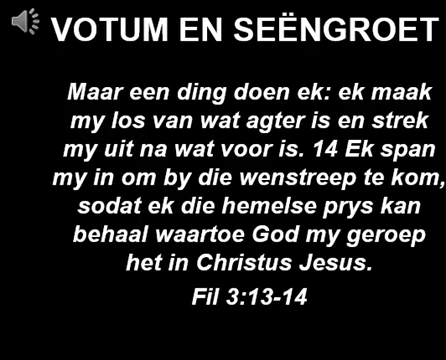 VOTUM EN SEËNGROET
Maar een ding doen ek: ek maak
my los van wat agter is en strek
my uit na wat voor is. 14 Ek span
my in om by die wenstreep te kom,
sodat ek die hemelse prys kan
behaal waartoe God my geroep
het in Christus Jesus.
Fil 3:13-14